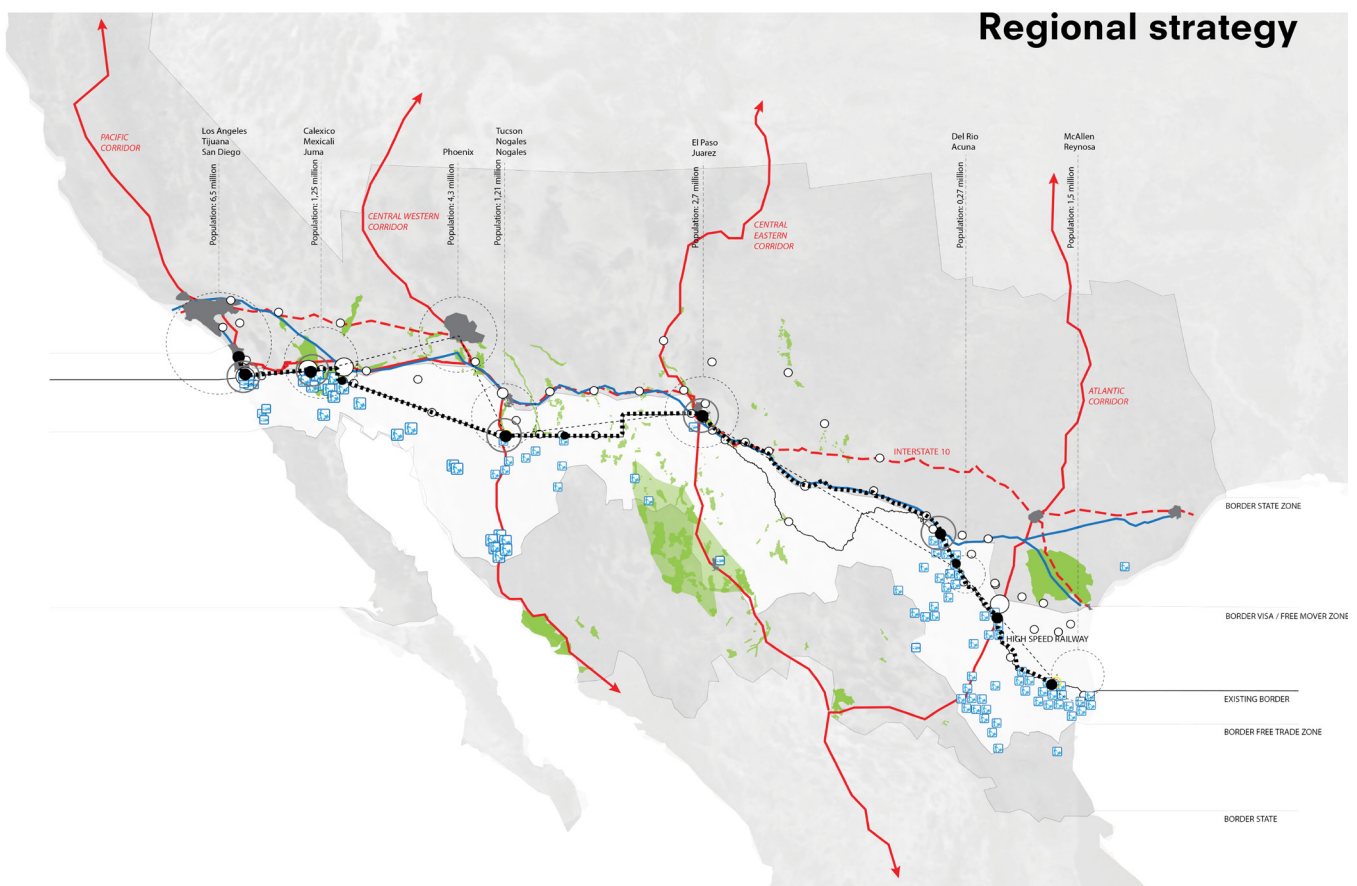 Regional strategy
PACIFIC
CORRIDOR
Los Angeles
Tijuana
San Diego
Population: 6,5 million
Calexico
Mexicali
Juma
Population: 1,25 million
CENTRAL WESTERN
CORRIDOR
Phoenix
Population: 4,3 million
Tucson
Nogales
Nogales
Population: 1,21 million
El Paso
Juarez
Population: 2,7 million
CENTRAL
EASTERN
CORRIDOR
Del Rio
Acuna
Population: 0,27 million
McAllen
Reynosa
Population: 1,5 million
ATLANTIC
CORRIDOR
INTERSTATE 10
BORDER STATE ZONE
BORDER VISA / FREE MOVER ZONE
HIGH SPEED RAILWAY
EXISTING BORDER
BORDER FREE TRADE ZONE
BORDER STATE